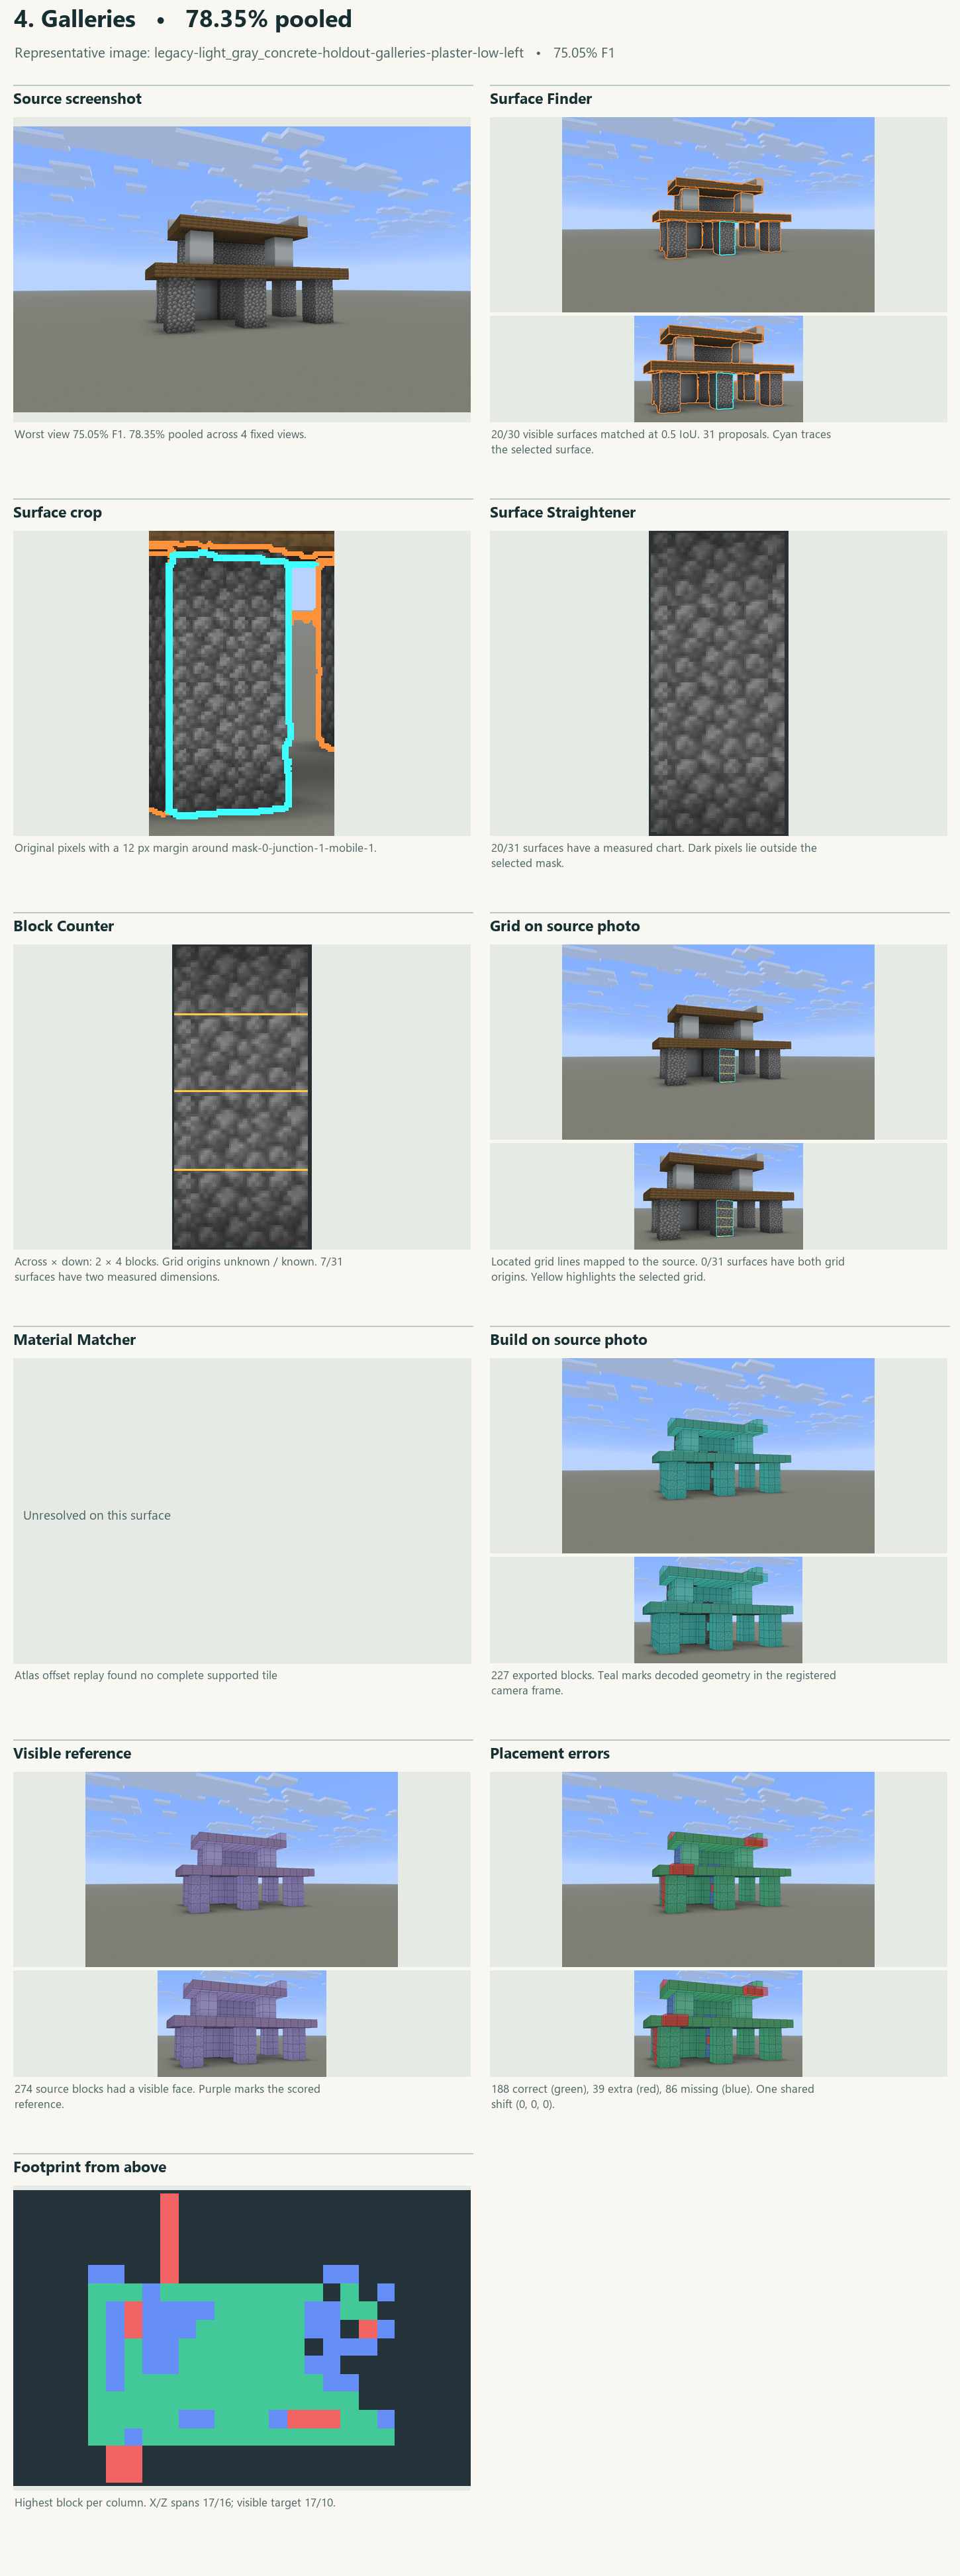 4. Galleries • 78.35% pooled
Representative image: legacy-light_gray_concrete-holdout-galleries-plaster-low-left • 75.05% F1
Source screenshot
Worst view 75.05% F1. 78.35% pooled across 4 fixed views.
Surface Finder
20/30 visible surfaces matched at 0.5 IoU. 31 proposals. Cyan traces
the selected surface.
Surface crop
Original pixels with a 12 px margin around mask-0-junction-1-mobile-1.
Surface Straightener
20/31 surfaces have a measured chart. Dark pixels lie outside the
selected mask.
Block Counter
Across × down: 2 × 4 blocks. Grid origins unknown / known. 7/31
surfaces have two measured dimensions.
Grid on source photo
Located grid lines mapped to the source. 0/31 surfaces have both grid
origins. Yellow highlights the selected grid.
Material Matcher
Unresolved on this surface
Atlas offset replay found no complete supported tile
Build on source photo
227 exported blocks. Teal marks decoded geometry in the registered
camera frame.
Visible reference
274 source blocks had a visible face. Purple marks the scored
reference.
Placement errors
188 correct (green), 39 extra (red), 86 missing (blue). One shared
shift (0, 0, 0).
Footprint from above
Highest block per column. X/Z spans 17/16; visible target 17/10.